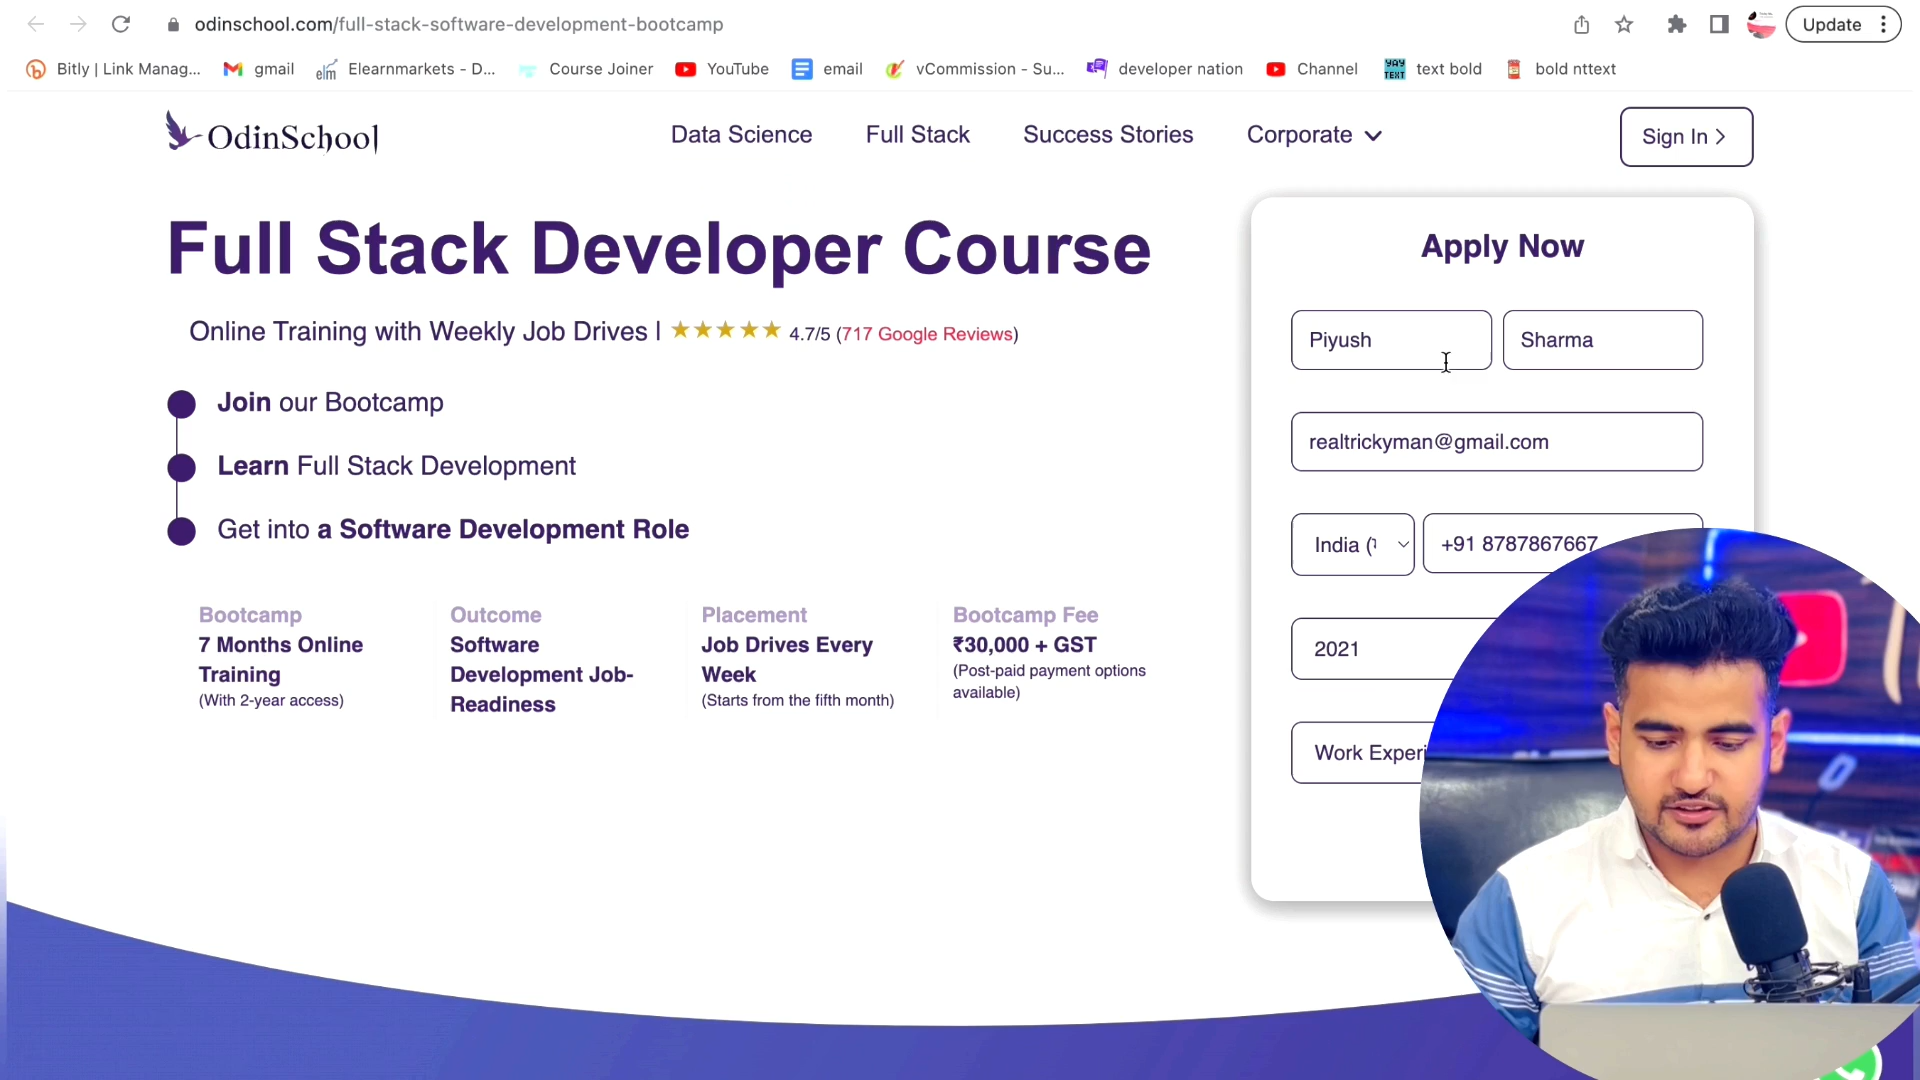 odinschool.com/full-stack-software-development-bootcamp
Update
Bitly | Link Manag...
gmail
Elearnmarkets - D...
Course Joiner
YouTube
email
vCommission - Su...
developer nation
Channel
YAY TEXT
text bold
bold nttext
OdinSchool
Data Science
Full Stack
Success Stories
Corporate
Sign In >
Full Stack Developer Course
Online Training with Weekly Job Drives | ★★★★★ 4.7/5 (717 Google Reviews)
Join our Bootcamp
Learn Full Stack Development
Get into a Software Development Role
Bootcamp
7 Months Online
Training
(With 2-year access)
Outcome
Software
Development Job-
Readiness
Placement
Job Drives Every
Week
(Starts from the fifth month)
Bootcamp Fee
₹30,000 + GST
(Post-paid payment options
available)
Apply Now
Piyush
Sharma
realtrickyman@gmail.com
India (
+91 8787867667
2021
Work Experi